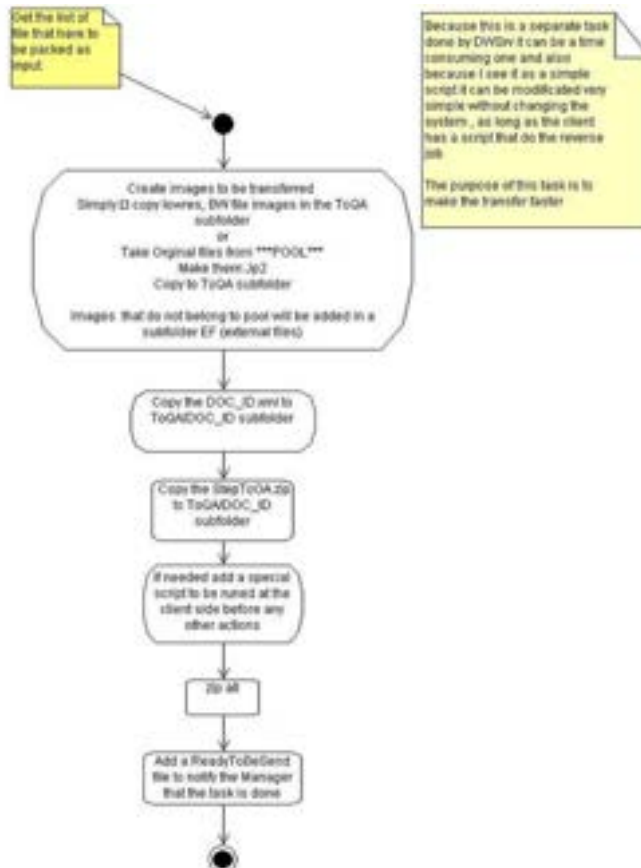 Get the list of
file that have to
be packed as
input.
Because this is a separate task
done by DWSw it can be a time
consuming one and also
because I see it as a simple
script it can be modificated very
simple without changing the
system , as long as the client
has a script that do the reverse
job
The purpose of this task is to
make the transfer faster
Create images to be transferred
Simply copy lowres, BW file images in the ToQA
subfolder
or
Take Orginal files from ***POOL***
Make them Jp2
Copy to ToQA subfolder
Images that do not belong to pool will be added in a
subfolder EF (external files)
Copy the DOC_ID.xml to
ToQA/DOC_ID subfolder
Copy the StepToQA.zip
to ToQA/DOC_ID
subfolder
If needed add a special
script to be runed at the
client side before any
other actions
zip all
Add a ReadyToBeSend
file to notify the Manager
that the task is done